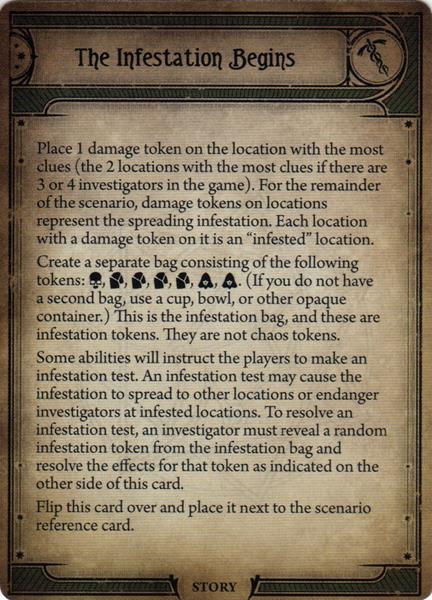 The Infestation Begins
Place 1 damage token on the location with the most
clues (the 2 locations with the most clues if there are
3 or 4 investigators in the game). For the remainder
of the scenario, damage tokens on locations
represent the spreading infestation. Each location
with a damage token on it is an “infested” location.
Create a separate bag consisting of the following
tokens: , , , , , , . (If you do not have
a second bag, use a cup, bowl, or other opaque
container.) This is the infestation bag, and these are
infestation tokens. They are not chaos tokens.
Some abilities will instruct the players to make an
infestation test. An infestation test may cause the
infestation to spread to other locations or endanger
investigators at infested locations. To resolve an
infestation test, an investigator must reveal a random
infestation token from the infestation bag and
resolve the effects for that token as indicated on the
other side of this card.
Flip this card over and place it next to the scenario
reference card.
STORY